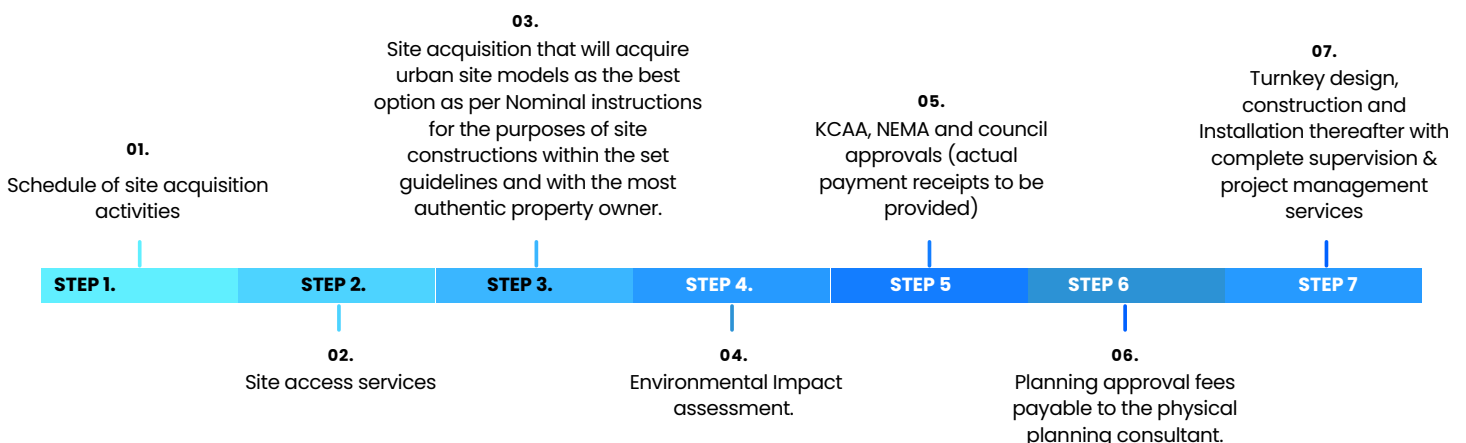 01.
Schedule of site acquisition
activities
03.
Site acquisition that will acquire
urban site models as the best
option as per Nominal instructions
for the purposes of site
constructions within the set
guidelines and with the most
authentic property owner.
05.
KCAA, NEMA and council
approvals (actual
payment receipts to be
provided)
07.
Turnkey design,
construction and
Installation thereafter with
complete supervision &
project management
services
STEP 1.
STEP 2.
STEP 3.
STEP 4.
STEP 5
STEP 6
STEP 7
02.
Site access services
04.
Environmental Impact
assessment.
06.
Planning approval fees
payable to the physical
planning consultant.